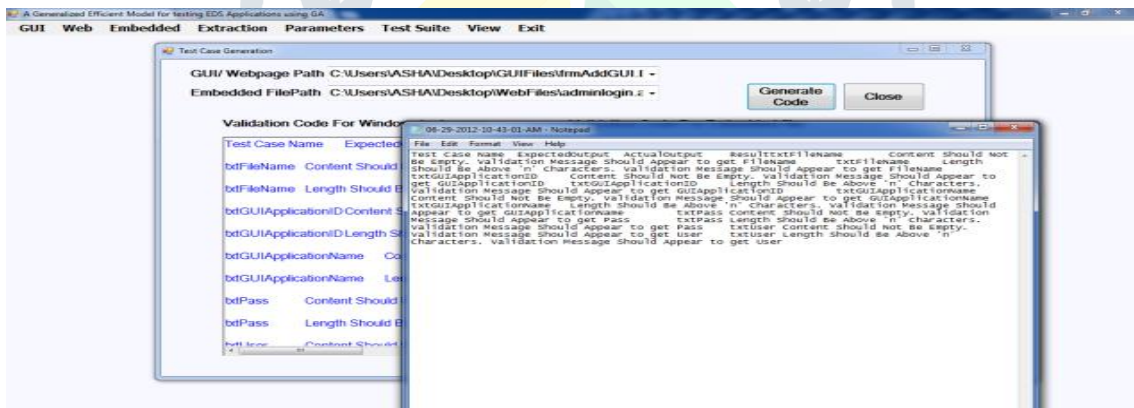 A Generalized Efficient Model for testing EDS Applications using GA
GUI Web Embedded Extraction Parameters Test Suite View Exit
Test Case Generation
GUI/ Webpage Path C:\Users\ASHA\Desktop\GUIFiles\frmAddGUI.
Embedded FilePath C:\Users\ASHA\Desktop\WebFiles\adminlogin.a
Generate Code
Close
Validation Code For Window
Test Case Name Expected
txtFileName Content Should
txtFileName Length Should B
txtGUIApplicationID Content S
txtGUIApplicationID Length Sh
txtGUIApplicationName Co
txtGUIApplicationName Len
txtPass Content Should
txtPass Length Should B
txtUser Content Should
06-29-2012-10-43-01-AM - Notepad
File Edit Format View Help
Test Case Name ExpectedOutput ActualOutput ResulttxtFileName Content Should Not
Be Empty. Validation Message Should Appear to get FileName txtFileName Length
Should Be Above 'n' Characters. Validation Message Should Appear to get FileName
txtGUIApplicationID Content Should Not Be Empty. Validation Message Should Appear to
get GUIApplicationID txtGUIApplicationID Length Should Be Above 'n' Characters.
Validation Message Should Appear to get GUIApplicationID txtGUIApplicationName
Content Should Not Be Empty. Validation Message Should Appear to get GUIApplicationName
txtGUIApplicationName Length Should Be Above 'n' Characters. Validation Message Should
Appear to get GUIApplicationName txtPass Content Should Not Be Empty. Validation
Message Should Appear to get Pass txtPass Length Should Be Above 'n' Characters.
Validation Message Should Appear to get Pass txtUser Content Should Not Be Empty.
Validation Message Should Appear to get User txtUser Length Should Be Above 'n'
Characters. Validation Message Should Appear to get User